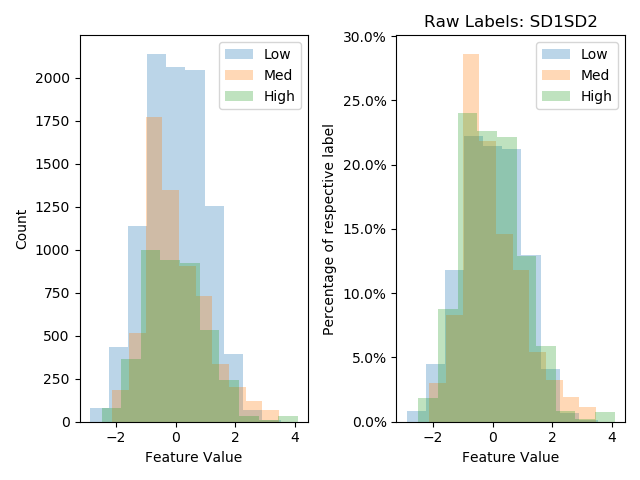 Raw Labels: SD1SD2
Count
2000
1750
1500
1250
1000
750
500
250
0
−2
0
2
4
Feature Value
Low
Med
High
Percentage of respective label
30.0%
25.0%
20.0%
15.0%
10.0%
5.0%
0.0%
−2
0
2
4
Feature Value
Low
Med
High